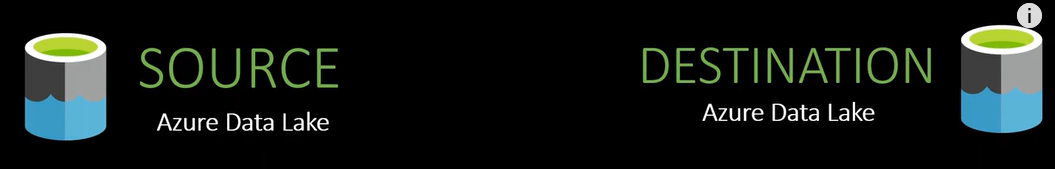 SOURCE
Azure Data Lake
DESTINATION
Azure Data Lake
i